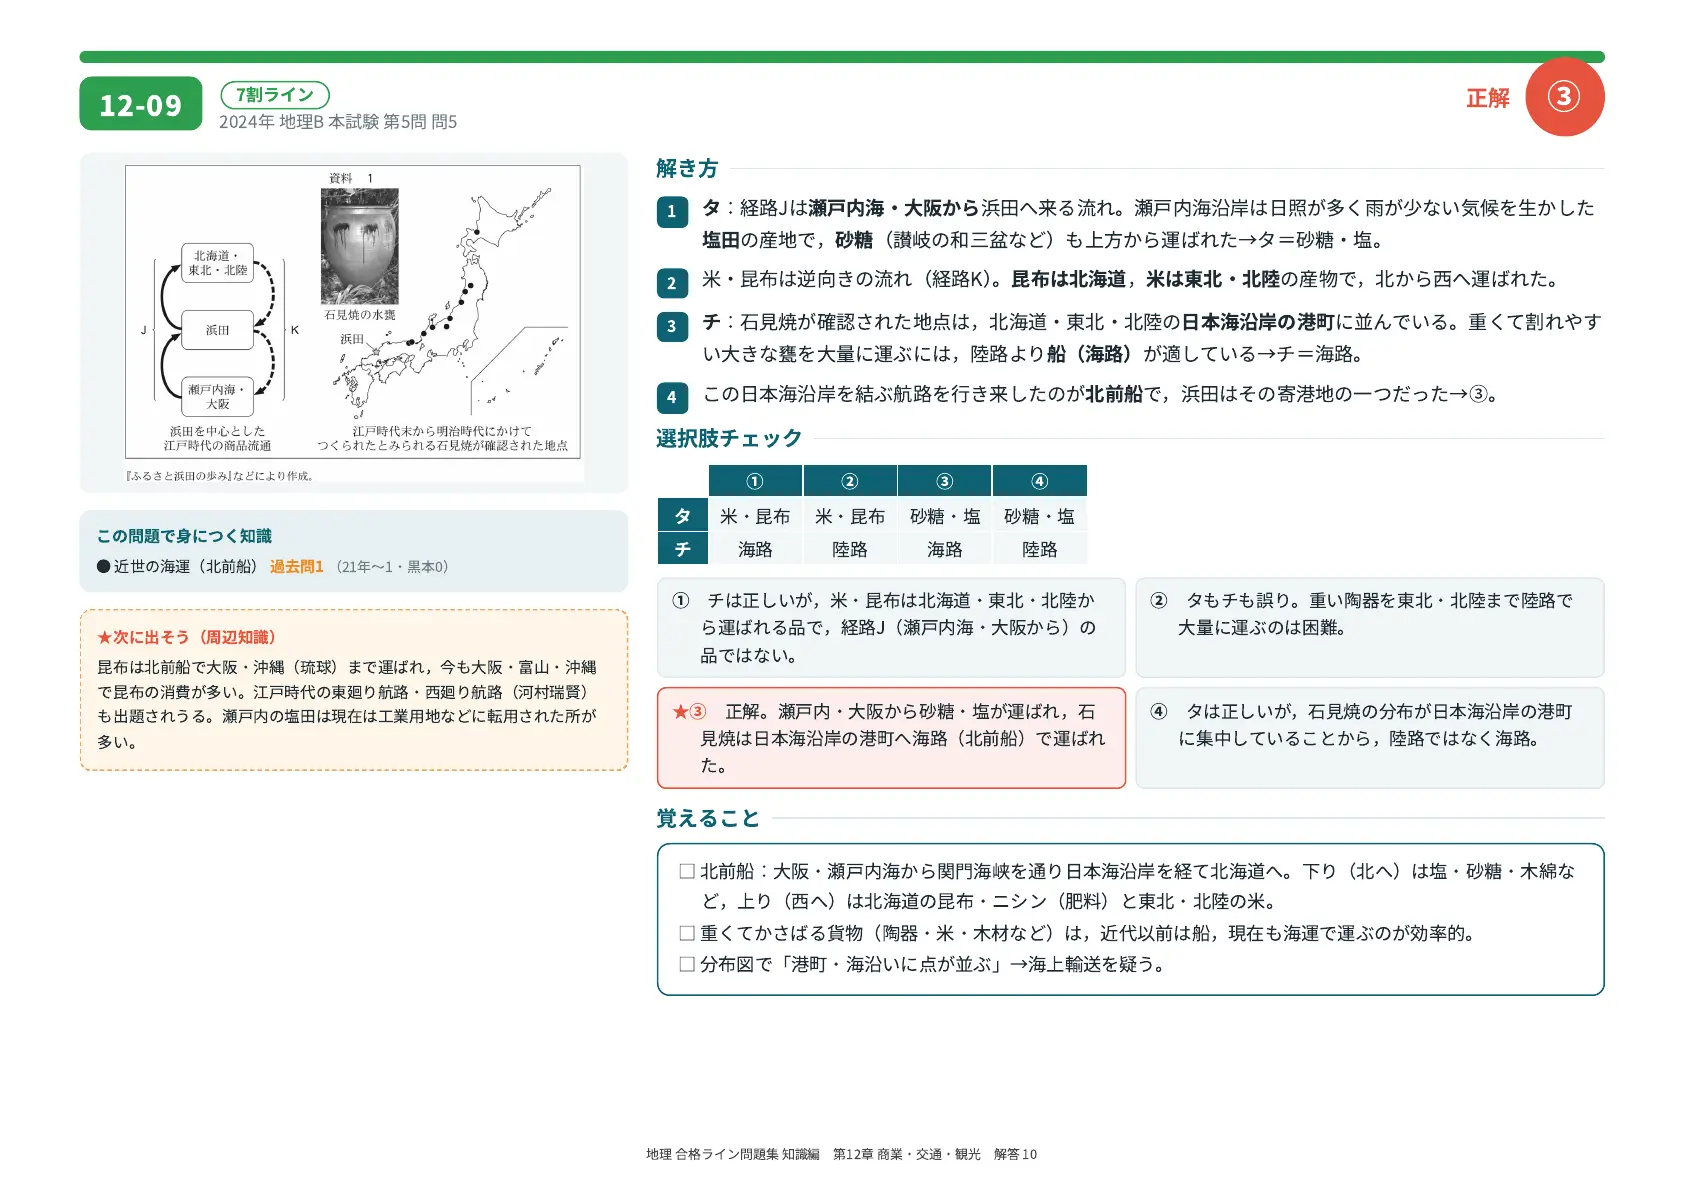 12-09
7割ライン
2024年 地理B 本試験 第5問 問5
正解 ③
資料 1
石見焼の水甕
北海道・
東北・北陸
J
浜田
K
瀬戸内海・
大阪
浜田を中心とした
江戸時代の商品流通
浜田
江戸時代末から明治時代にかけて
つくられたとみられる石見焼が確認された地点
『ふるさと浜田の歩み』などにより作成。
この問題で身につく知識
●近世の海運（北前船） 過去問1 （21年〜1・黒本0）
★次に出そう（周辺知識）
昆布は北前船で大阪・沖縄（琉球）まで運ばれ，今も大阪・富山・沖縄
で昆布の消費が多い。江戸時代の東廻り航路・西廻り航路（河村瑞賢）
も出題されうる。瀬戸内の塩田は現在は工業用地などに転用された所が
多い。
解き方
1 タ：経路Jは瀬戸内海・大阪から浜田へ来る流れ。瀬戸内海沿岸は日照が多く雨が少ない気候を生かした
塩田の産地で，砂糖（讃岐の和三盆など）も上方から運ばれた→タ＝砂糖・塩。
2 米・昆布は逆向きの流れ（経路K）。昆布は北海道，米は東北・北陸の産物で，北から西へ運ばれた。
3 チ：石見焼が確認された地点は，北海道・東北・北陸の日本海沿岸の港町に並んでいる。重くて割れやす
い大きな甕を大量に運ぶには，陸路より船（海路）が適している→チ＝海路。
4 この日本海沿岸を結ぶ航路を行き来したのが北前船で，浜田はその寄港地の一つだった→③。
選択肢チェック
① ② ③ ④
タ 米・昆布 米・昆布 砂糖・塩 砂糖・塩
チ 海路 陸路 海路 陸路
① チは正しいが，米・昆布は北海道・東北・北陸か
ら運ばれる品で，経路J（瀬戸内海・大阪から）の
品ではない。
② タもチも誤り。重い陶器を東北・北陸まで陸路で
大量に運ぶのは困難。
★③ 正解。瀬戸内・大阪から砂糖・塩が運ばれ，石
見焼は日本海沿岸の港町へ海路（北前船）で運ばれ
た。
④ タは正しいが，石見焼の分布が日本海沿岸の港町
に集中していることから，陸路ではなく海路。
覚えること
□ 北前船：大阪・瀬戸内海から関門海峡を通り日本海沿岸を経て北海道へ。下り（北へ）は塩・砂糖・木綿な
ど，上り（西へ）は北海道の昆布・ニシン（肥料）と東北・北陸の米。
□ 重くてかさばる貨物（陶器・米・木材など）は，近代以前は船，現在も海運で運ぶのが効率的。
□ 分布図で「港町・海沿いに点が並ぶ」→海上輸送を疑う。
地理 合格ライン問題集 知識編 第12章 商業・交通・観光 解答10